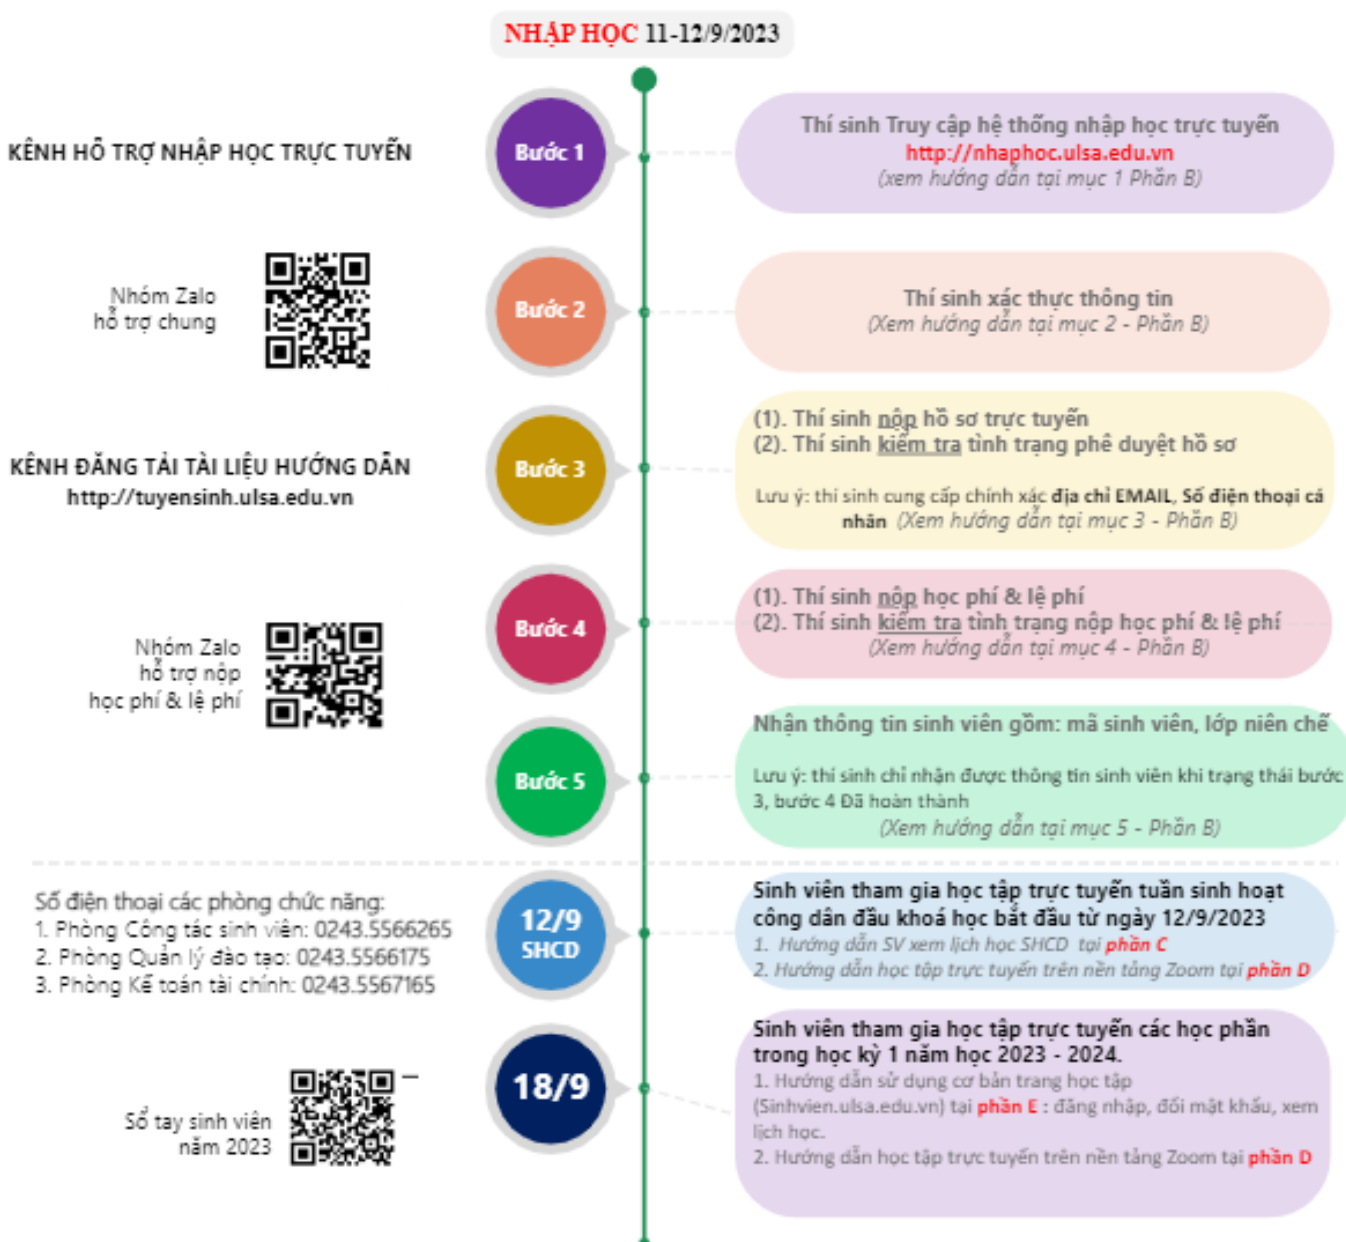 NHẬP HỌC 11-12/9/2023
KÊNH HỖ TRỢ NHẬP HỌC TRỰC TUYẾN
Bước 1
Thí sinh Truy cập hệ thống nhập học trực tuyến
http://nhaphoc.ulsa.edu.vn
(xem hướng dẫn tại mục 1 Phần B)
Nhóm Zalo
hỗ trợ chung
Bước 2
Thí sinh xác thực thông tin
(Xem hướng dẫn tại mục 2 - Phần B)
KÊNH ĐĂNG TẢI TÀI LIỆU HƯỚNG DẪN
http://tuyensinh.ulsa.edu.vn
Bước 3
(1). Thí sinh nộp hồ sơ trực tuyến
(2). Thí sinh kiểm tra tình trạng phê duyệt hồ sơ
Lưu ý: thí sinh cung cấp chính xác địa chỉ EMAIL, Số điện thoại cá
nhân (Xem hướng dẫn tại mục 3 - Phần B)
Nhóm Zalo
hỗ trợ nộp
học phí & lệ phí
Bước 4
(1). Thí sinh nộp học phí & lệ phí
(2). Thí sinh kiểm tra tình trạng nộp học phí & lệ phí
(Xem hướng dẫn tại mục 4 - Phần B)
Bước 5
Nhận thông tin sinh viên gồm: mã sinh viên, lớp niên chế
Lưu ý: thí sinh chỉ nhận được thông tin sinh viên khi trạng thái bước
3, bước 4 Đã hoàn thành
(Xem hướng dẫn tại mục 5 - Phần B)
Số điện thoại các phòng chức năng:
1. Phòng Công tác sinh viên: 0243.5566265
2. Phòng Quản lý đào tạo: 0243.5566175
3. Phòng Kế toán tài chính: 0243.5567165
12/9
SHCD
Sinh viên tham gia học tập trực tuyến tuần sinh hoạt
công dân đầu khoá học bắt đầu từ ngày 12/9/2023
1. Hướng dẫn SV xem lịch học SHCD tại phần C
2. Hướng dẫn học tập trực tuyến trên nền tảng Zoom tại phần D
Sổ tay sinh viên
năm 2023
18/9
Sinh viên tham gia học tập trực tuyến các học phần
trong học kỳ 1 năm học 2023 - 2024.
1. Hướng dẫn sử dụng cơ bản trang học tập
(Sinhvien.ulsa.edu.vn) tại phần E : đăng nhập, đổi mật khẩu, xem
lịch học.
2. Hướng dẫn học tập trực tuyến trên nền tảng Zoom tại phần D